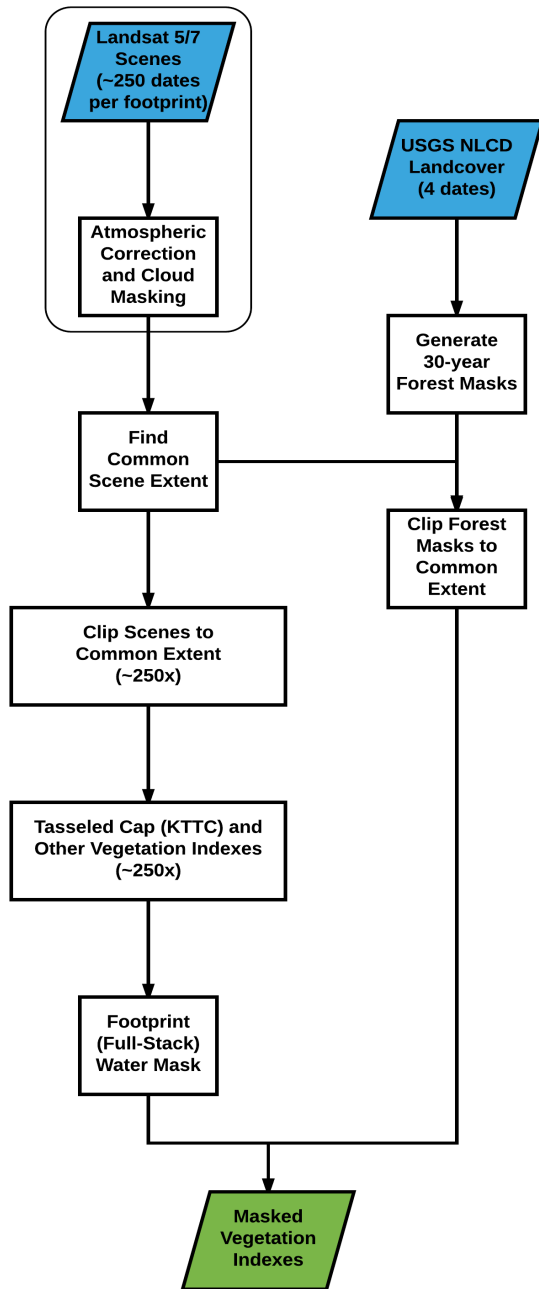 Landsat 5/7
Scenes
(~250 dates
per footprint)
USGS NLCD
Landcover
(4 dates)
Atmospheric
Correction
and Cloud
Masking
Generate
30-year
Forest Masks
Find
Common
Scene Extent
Clip Forest
Masks to
Common
Extent
Clip Scenes to
Common Extent
(~250x)
Tasseled Cap (KTTC) and
Other Vegetation Indexes
(~250x)
Footprint
(Full-Stack)
Water Mask
Masked
Vegetation
Indexes